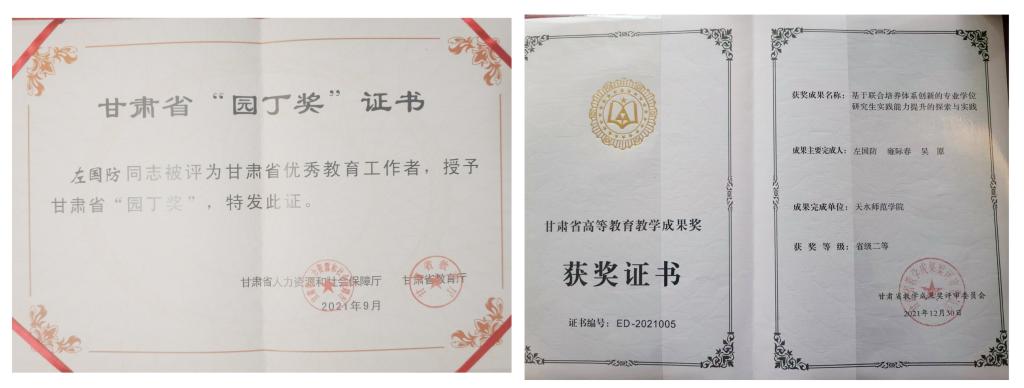 甘肃省“园丁奖”证书
左国防同志被评为甘肃省优秀教育工作者，授予
甘肃省“园丁奖”，特发此证。
甘肃省人力资源和社会保障厅 甘肃省教育厅
2021年9月
甘肃省高等教育教学成果奖
获奖证书
证书编号：ED-2021005
获奖成果名称：基于联合培养体系创新的专业学位
研究生实践能力提升的探索与实践
成果主要完成人：左国防 雍际春 吴原
成果完成单位：天水师范学院
获奖等级：省级二等
甘肃省教学成果奖评审委员会
2021年12月30日